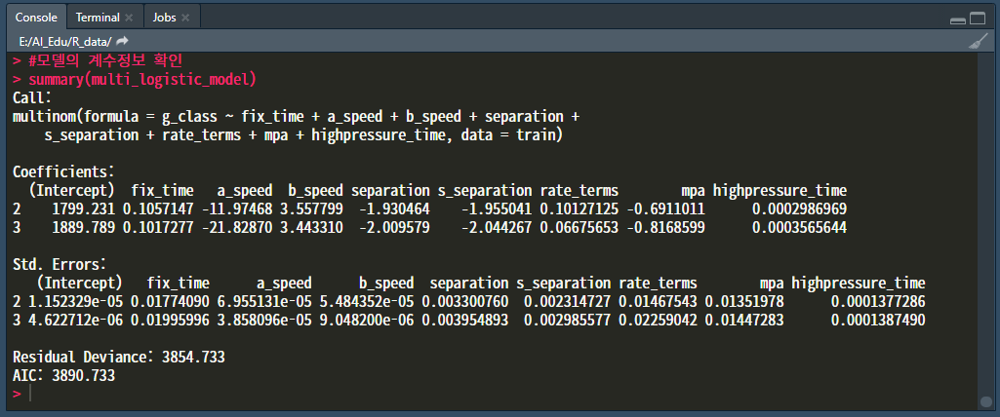 Console Terminal Jobs
E:/AI_Edu/R_data/
> #모델의 계수정보 확인
> summary(multi_logistic_model)
Call:
multinom(formula = g_class ~ fix_time + a_speed + b_speed + separation +
    s_separation + rate_terms + mpa + highpressure_time, data = train)
Coefficients:
  (Intercept)  fix_time   a_speed  b_speed separation s_separation rate_terms        mpa highpressure_time
2    1799.231 0.1057147 -11.97468 3.557799  -1.930464    -1.955041 0.10127125 -0.6911011      0.0002986969
3    1889.789 0.1017277 -21.82870 3.443310  -2.009579    -2.044267 0.06675653 -0.8168599      0.0003565644
Std. Errors:
   (Intercept)   fix_time      a_speed      b_speed  separation s_separation rate_terms        mpa highpressure_time
2 1.152329e-05 0.01774090 6.955131e-05 5.484352e-05 0.003300760  0.002314727 0.01467543 0.01351978      0.0001377286
3 4.622712e-06 0.01995996 3.858096e-05 9.048200e-06 0.003954893  0.002985577 0.02259042 0.01447283      0.0001387490
Residual Deviance: 3854.733
AIC: 3890.733
>